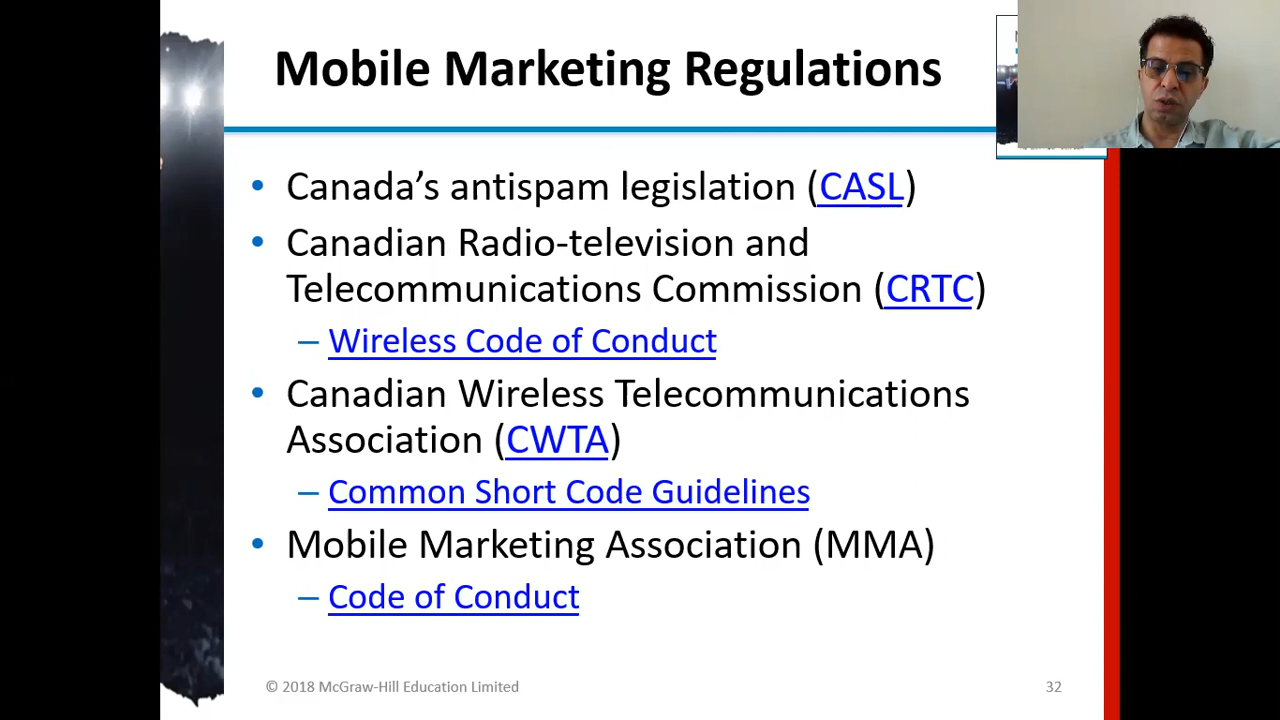 Mobile Marketing Regulations
• Canada’s antispam legislation (CASL)
• Canadian Radio-television and
Telecommunications Commission (CRTC)
– Wireless Code of Conduct
• Canadian Wireless Telecommunications
Association (CWTA)
– Common Short Code Guidelines
• Mobile Marketing Association (MMA)
– Code of Conduct
© 2018 McGraw-Hill Education Limited
32